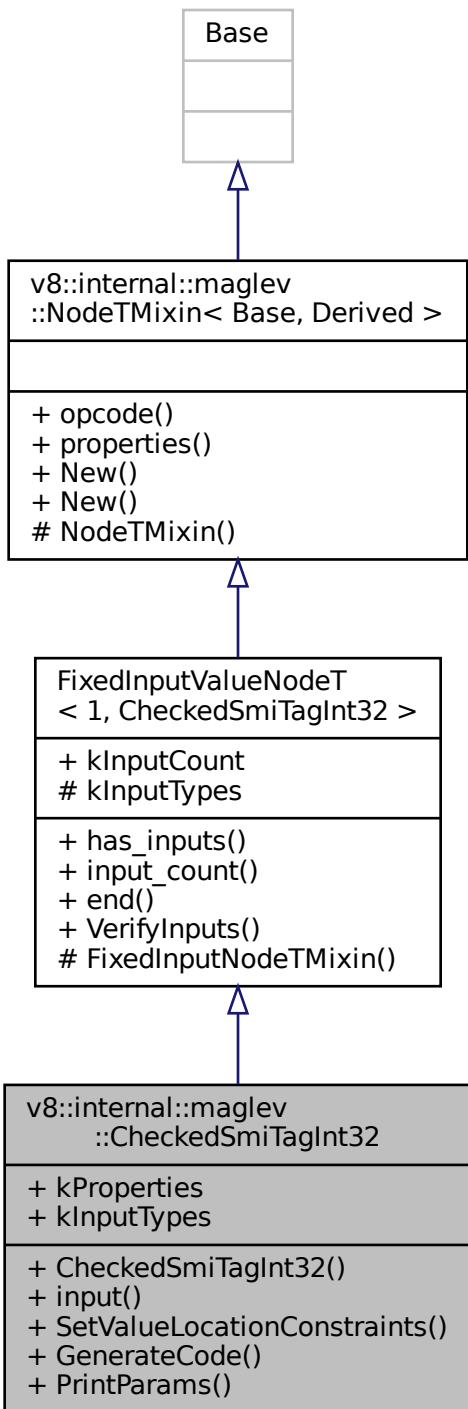 Base
v8::internal::maglev
::NodeTMixin< Base, Derived >
+ opcode()
+ properties()
+ New()
+ New()
# NodeTMixin()
FixedInputValueNodeT
< 1, CheckedSmiTagInt32 >
+ kInputCount
# kInputTypes
+ has_inputs()
+ input_count()
+ end()
+ VerifyInputs()
# FixedInputNodeTMixin()
v8::internal::maglev
::CheckedSmiTagInt32
+ kProperties
+ kInputTypes
+ CheckedSmiTagInt32()
+ input()
+ SetValueLocationConstraints()
+ GenerateCode()
+ PrintParams()